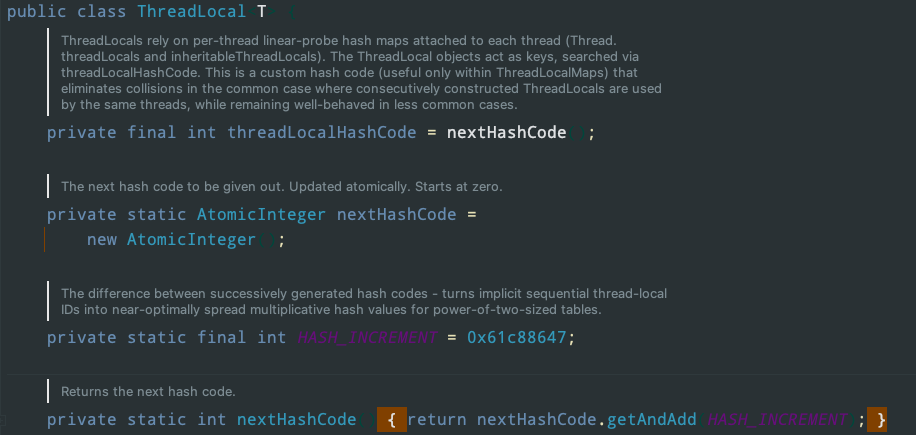 public class ThreadLocal T
ThreadLocals rely on per-thread linear-probe hash maps attached to each thread (Thread.
threadLocals and inheritableThreadLocals). The ThreadLocal objects act as keys, searched via
threadLocalHashCode. This is a custom hash code (useful only within ThreadLocalMaps) that
eliminates collisions in the common case where consecutively constructed ThreadLocals are used
by the same threads, while remaining well-behaved in less common cases.
private final int threadLocalHashCode = nextHashCode ;
The next hash code to be given out. Updated atomically. Starts at zero.
private static AtomicInteger nextHashCode =
new AtomicInteger ;
The difference between successively generated hash codes - turns implicit sequential thread-local
IDs into near-optimally spread multiplicative hash values for power-of-two-sized tables.
private static final int HASH_INCREMENT = 0x61c88647;
Returns the next hash code.
private static int nextHashCode { return nextHashCode.getAndAdd HASH_INCREMENT ; }